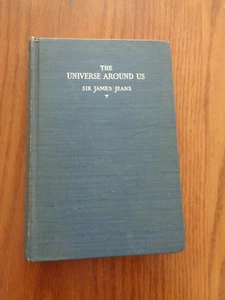 THE
UNIVERSE AROUND US
SIR JAMES JEANS